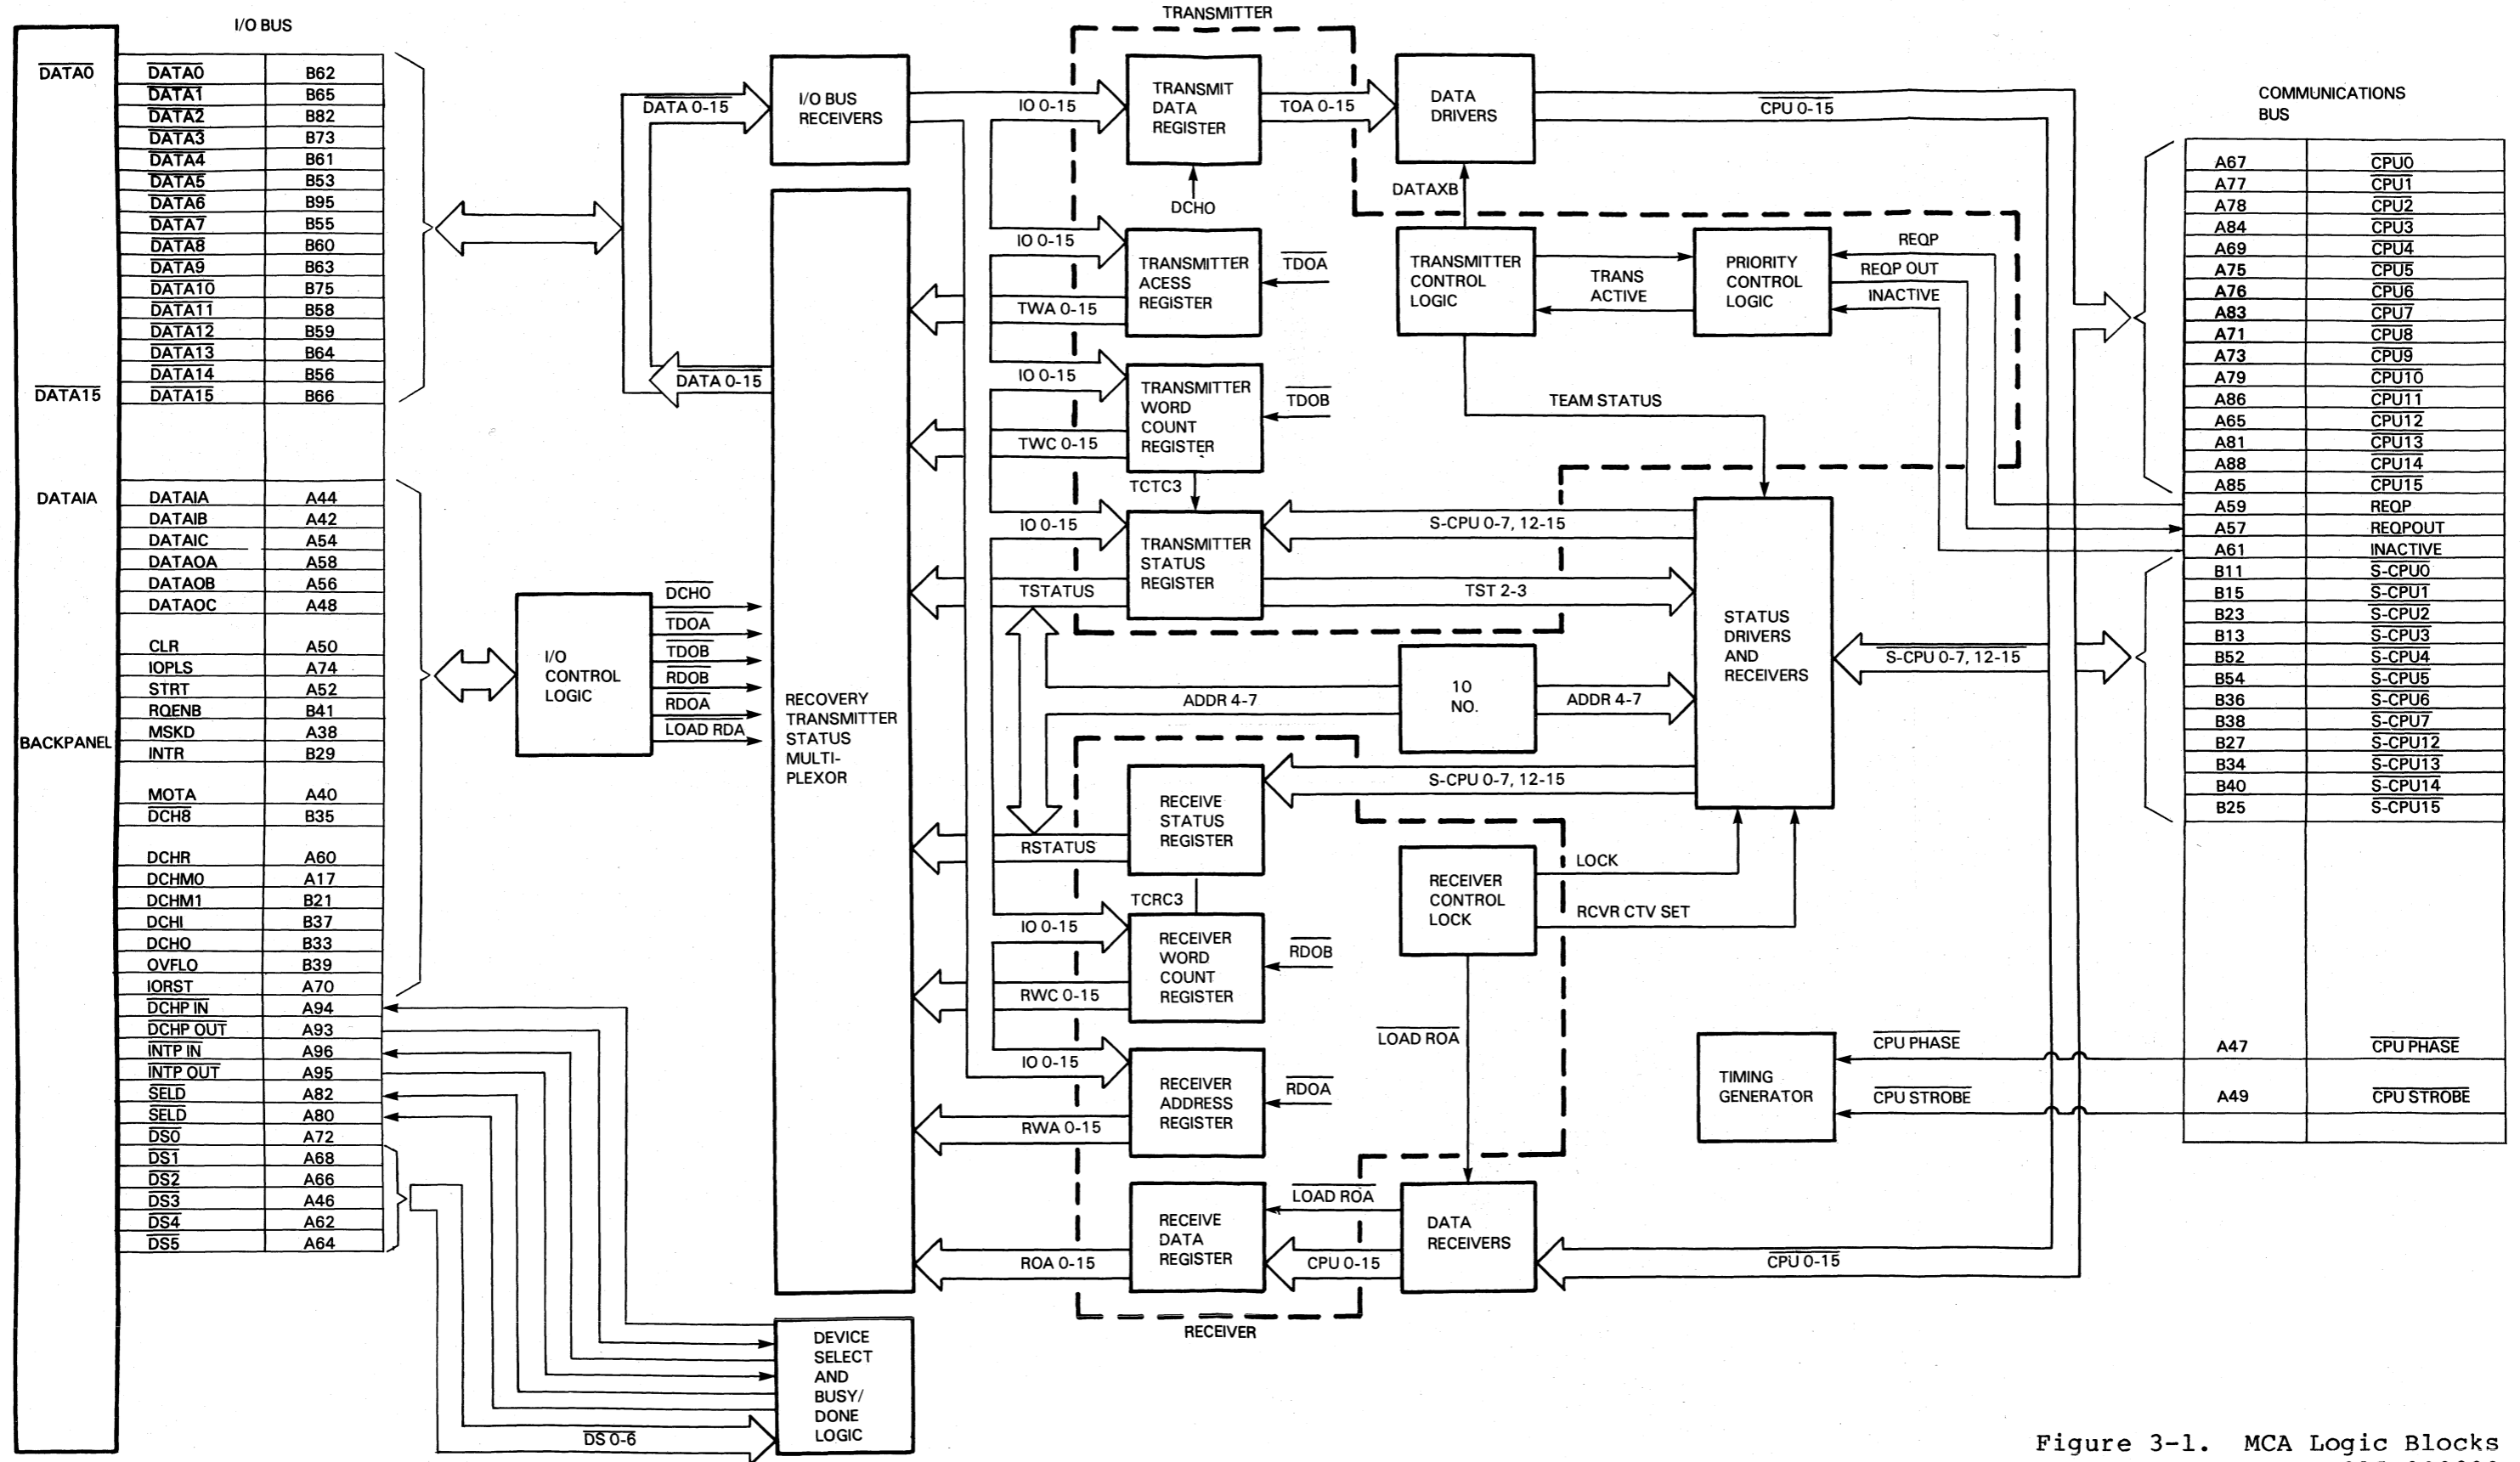 I/O BUS
DATA0
DATA15
DATAIA
BACKPANEL
DATA0 B62
DATA1 B65
DATA2 B82
DATA3 B73
DATA4 B61
DATA5 B53
DATA6 B95
DATA7 B55
DATA8 B60
DATA9 B63
DATA10 B75
DATA11 B58
DATA12 B59
DATA13 B64
DATA14 B56
DATA15 B66
DATAIA A44
DATAIB A42
DATAIC A54
DATAOA A58
DATAOB A56
DATAOC A48
CLR A50
IOPLS A74
STRT A52
RQENB B41
MSKD A38
INTR B29
MOTA A40
DCH8 B35
DCHR A60
DCHM0 A17
DCHM1 B21
DCHI B37
DCHO B33
OVFLO B39
IORST A70
DCHP IN A94
DCHP OUT A93
INTP IN A96
INTP OUT A95
SELD A82
SELD A80
DS0 A72
DS1 A68
DS2 A66
DS3 A46
DS4 A62
DS5 A64
DATA 0-15
DATA 0-15
I/O
CONTROL
LOGIC
DCHO
TDOA
TDOB
RDOB
RDOA
LOAD RDA
DS 0-6
I/O BUS
RECEIVERS
RECOVERY
TRANSMITTER
STATUS
MULTI-
PLEXOR
DEVICE
SELECT
AND
BUSY/
DONE
LOGIC
TRANSMITTER
IO 0-15
TRANSMIT
DATA
REGISTER
DCHO
TOA 0-15
DATA
DRIVERS
CPU 0-15
DATAXB
IO 0-15
TRANSMITTER
ACESS
REGISTER
TDOA
TWA 0-15
TRANSMITTER
CONTROL
LOGIC
TRANS
ACTIVE
PRIORITY
CONTROL
LOGIC
REQP
REQP OUT
INACTIVE
IO 0-15
TRANSMITTER
WORD
COUNT
REGISTER
TDOB
TWC 0-15
TEAM STATUS
TCTC3
IO 0-15
TRANSMITTER
STATUS
REGISTER
S-CPU 0-7, 12-15
TSTATUS
TST 2-3
STATUS
DRIVERS
AND
RECEIVERS
S-CPU 0-7, 12-15
10
NO.
ADDR 4-7
ADDR 4-7
RECEIVE
STATUS
REGISTER
S-CPU 0-7, 12-15
RSTATUS
TCRC3
RECEIVER
CONTROL
LOCK
LOCK
RCVR CTV SET
IO 0-15
RECEIVER
WORD
COUNT
REGISTER
RDOB
RWC 0-15
LOAD ROA
IO 0-15
RECEIVER
ADDRESS
REGISTER
RDOA
RWA 0-15
TIMING
GENERATOR
CPU PHASE
CPU STROBE
RECEIVE
DATA
REGISTER
LOAD ROA
ROA 0-15
CPU 0-15
DATA
RECEIVERS
CPU 0-15
RECEIVER
COMMUNICATIONS
BUS
A67 CPU0
A77 CPU1
A78 CPU2
A84 CPU3
A69 CPU4
A75 CPU5
A76 CPU6
A83 CPU7
A71 CPU8
A73 CPU9
A79 CPU10
A86 CPU11
A65 CPU12
A81 CPU13
A88 CPU14
A85 CPU15
A59 REQP
A57 REQPOUT
A61 INACTIVE
B11 S-CPU0
B15 S-CPU1
B23 S-CPU2
B13 S-CPU3
B52 S-CPU4
B54 S-CPU5
B36 S-CPU6
B38 S-CPU7
B27 S-CPU12
B34 S-CPU13
B40 S-CPU14
B25 S-CPU15
A47 CPU PHASE
A49 CPU STROBE
Figure 3-1. MCA Logic Blocks